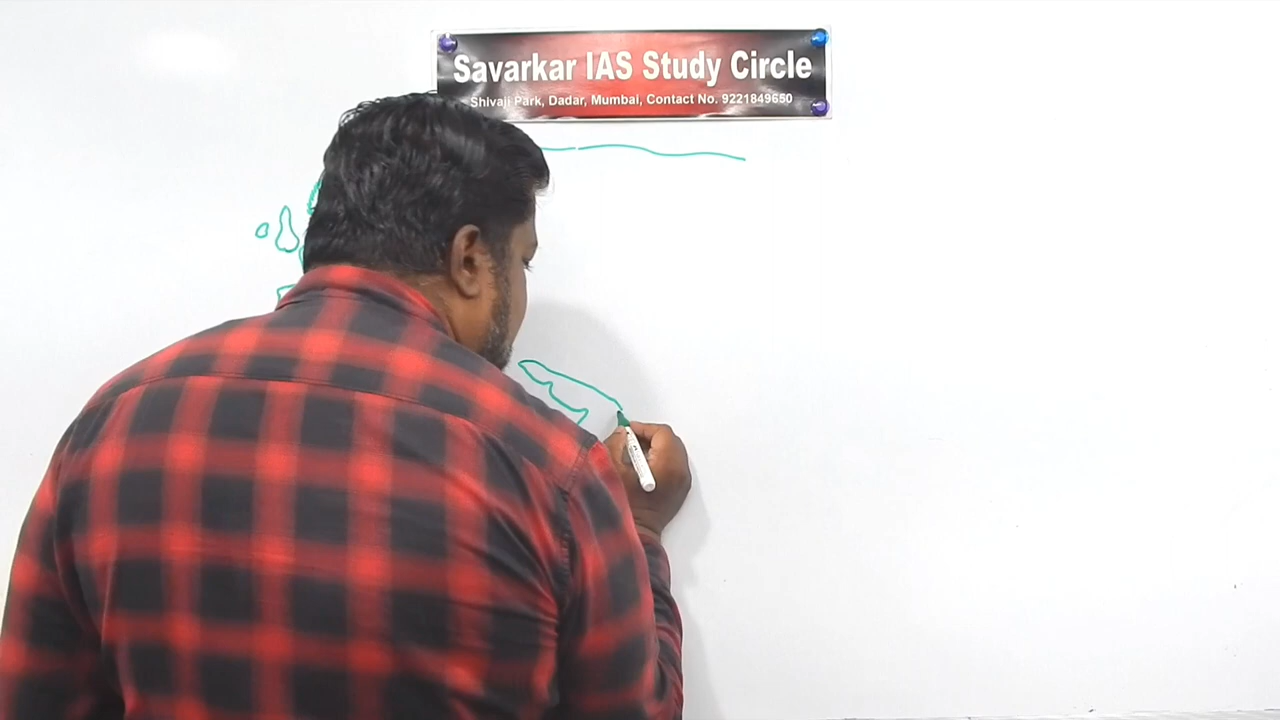 Savarkar IAS Study Circle
Shivaji Park, Dadar, Mumbai, Contact No. 9221849650